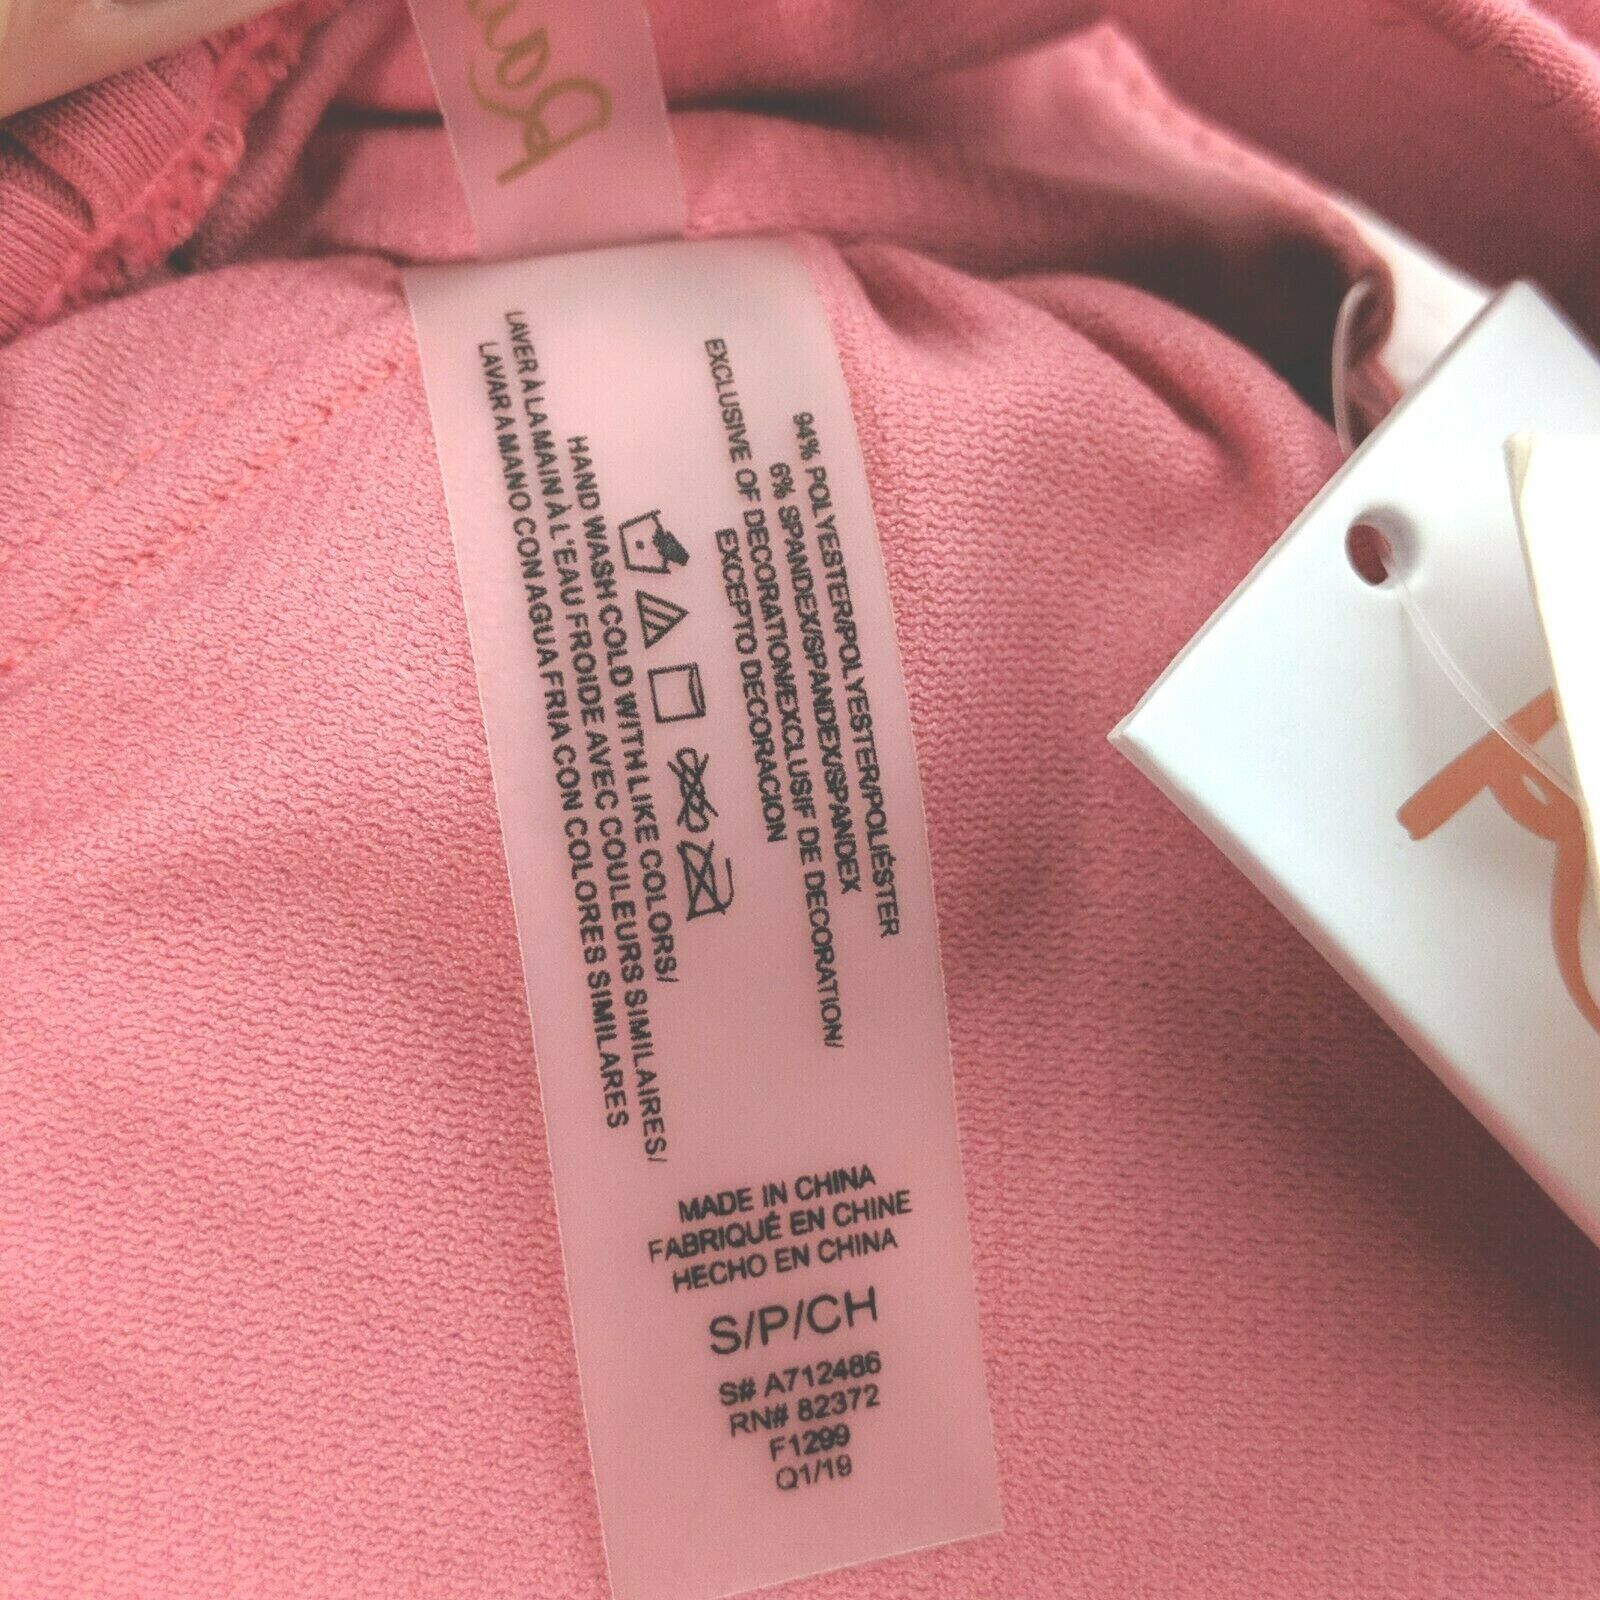 94% POLYESTER/POLYESTER/POLIÉSTER
6% SPANDEX/SPANDEX/SPANDEX
EXCLUSIVE OF DECORATION/EXCLUSIF DE DECORATION/
EXCEPTO DECORACION
HAND WASH COLD WITH LIKE COLORS/
LAVER À LA MAIN À L'EAU FROIDE AVEC COULEURS SIMILAIRES/
LAVAR A MANO CON AGUA FRIA CON COLORES SIMILARES
MADE IN CHINA
FABRIQUÉ EN CHINE
HECHO EN CHINA
S/P/CH
S# A712486
RN# 82372
F1299
Q1/19